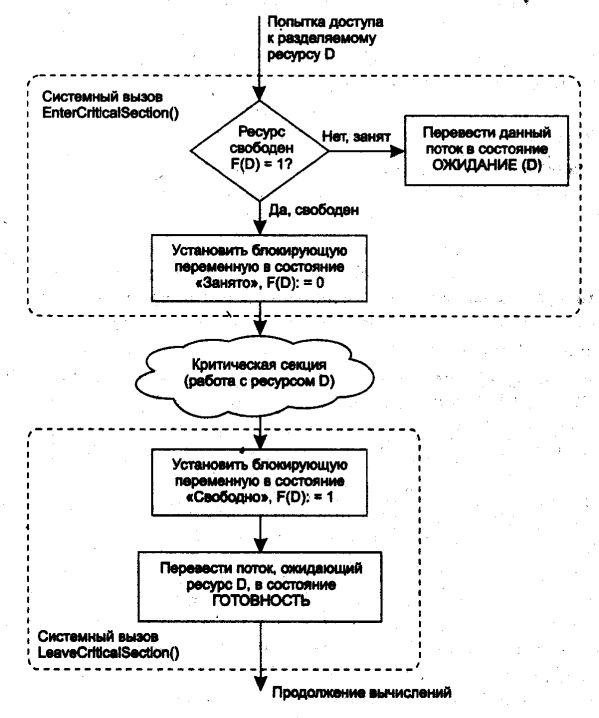 Попытка доступа
к разделяемому
ресурсу D
Системный вызов
EnterCriticalSection()
Ресурс
свободен
F(D) = 1?
Нет, занят
Перевести данный
поток в состояние
ОЖИДАНИЕ (D)
Да, свободен
Установить блокирующую
переменную в состояние
«Занято», F(D): = 0
Критическая секция
(работа с ресурсом D)
Установить блокирующую
переменную в состояние
«Свободно», F(D): = 1
Перевести поток, ожидающий
ресурс D, в состояние
ГОТОВНОСТЬ
Системный вызов
LeaveCriticalSection()
Продолжение вычислений